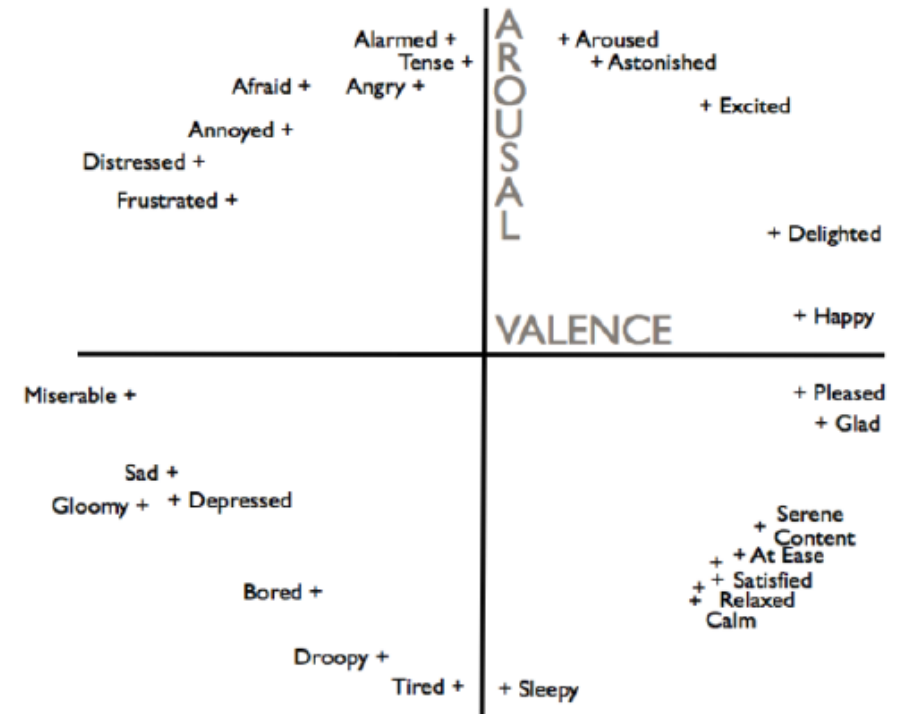 AROUSAL
Alarmed +
+ Aroused
Tense +
+ Astonished
Afraid +
Angry +
+ Excited
Annoyed +
Distressed +
Frustrated +
+ Delighted
+ Happy
VALENCE
Miserable +
+ Pleased
+ Glad
Sad +
Gloomy +
+ Depressed
Serene
+
Content
+ At Ease
+
+ Satisfied
+
+ Relaxed
Calm
Bored +
Droopy +
Tired +
+ Sleepy